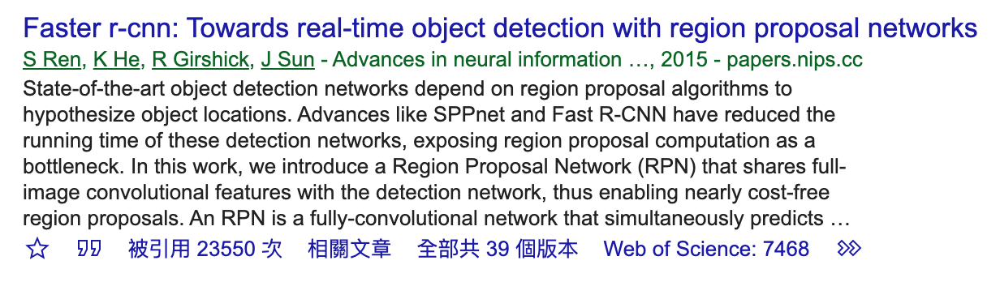 Faster r-cnn: Towards real-time object detection with region proposal networks
S Ren, K He, R Girshick, J Sun - Advances in neural information …, 2015 - papers.nips.cc
State-of-the-art object detection networks depend on region proposal algorithms to
hypothesize object locations. Advances like SPPnet and Fast R-CNN have reduced the
running time of these detection networks, exposing region proposal computation as a
bottleneck. In this work, we introduce a Region Proposal Network (RPN) that shares full-
image convolutional features with the detection network, thus enabling nearly cost-free
region proposals. An RPN is a fully-convolutional network that simultaneously predicts …
被引用 23550 次 相關文章 全部共 39 個版本 Web of Science: 7468